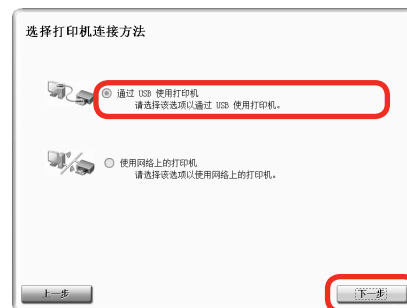 选择打印机连接方法
通过 USB 使用打印机
请选择该选项以通过 USB 使用打印机。
使用网络上的打印机
请选择该选项以使用网络上的打印机。
上一步
下一步